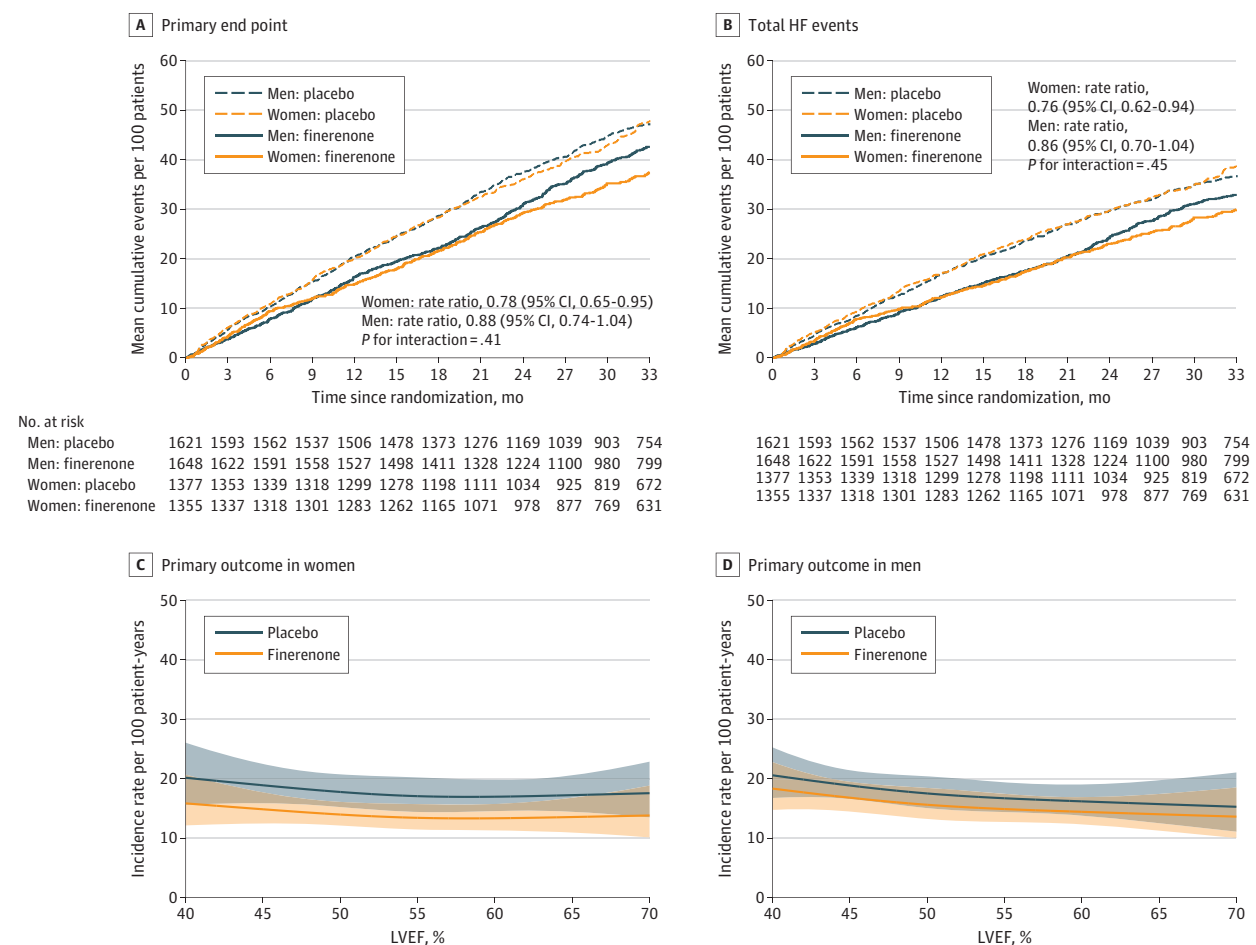 A Primary end point
Mean cumulative events per 100 patients
60
50
40
30
20
10
0
Men: placebo
Women: placebo
Men: finerenone
Women: finerenone
Women: rate ratio, 0.78 (95% CI, 0.65-0.95)
Men: rate ratio, 0.88 (95% CI, 0.74-1.04)
P for interaction = .41
0 3 6 9 12 15 18 21 24 27 30 33
Time since randomization, mo
B Total HF events
Mean cumulative events per 100 patients
60
50
40
30
20
10
0
Men: placebo
Women: placebo
Men: finerenone
Women: finerenone
Women: rate ratio,
0.76 (95% CI, 0.62-0.94)
Men: rate ratio,
0.86 (95% CI, 0.70-1.04)
P for interaction = .45
0 3 6 9 12 15 18 21 24 27 30 33
Time since randomization, mo
No. at risk
Men: placebo 1621 1593 1562 1537 1506 1478 1373 1276 1169 1039 903 754
Men: finerenone 1648 1622 1591 1558 1527 1498 1411 1328 1224 1100 980 799
Women: placebo 1377 1353 1339 1318 1299 1278 1198 1111 1034 925 819 672
Women: finerenone 1355 1337 1318 1301 1283 1262 1165 1071 978 877 769 631
1621 1593 1562 1537 1506 1478 1373 1276 1169 1039 903 754
1648 1622 1591 1558 1527 1498 1411 1328 1224 1100 980 799
1377 1353 1339 1318 1299 1278 1198 1111 1034 925 819 672
1355 1337 1318 1301 1283 1262 1165 1071 978 877 769 631
C Primary outcome in women
Incidence rate per 100 patient-years
50
40
30
20
10
0
Placebo
Finerenone
40 45 50 55 60 65 70
LVEF, %
D Primary outcome in men
Incidence rate per 100 patient-years
50
40
30
20
10
0
Placebo
Finerenone
40 45 50 55 60 65 70
LVEF, %